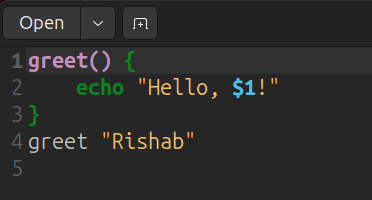 Open
1 greet() {
2     echo "Hello, $1!"
3 }
4 greet "Rishab"
5